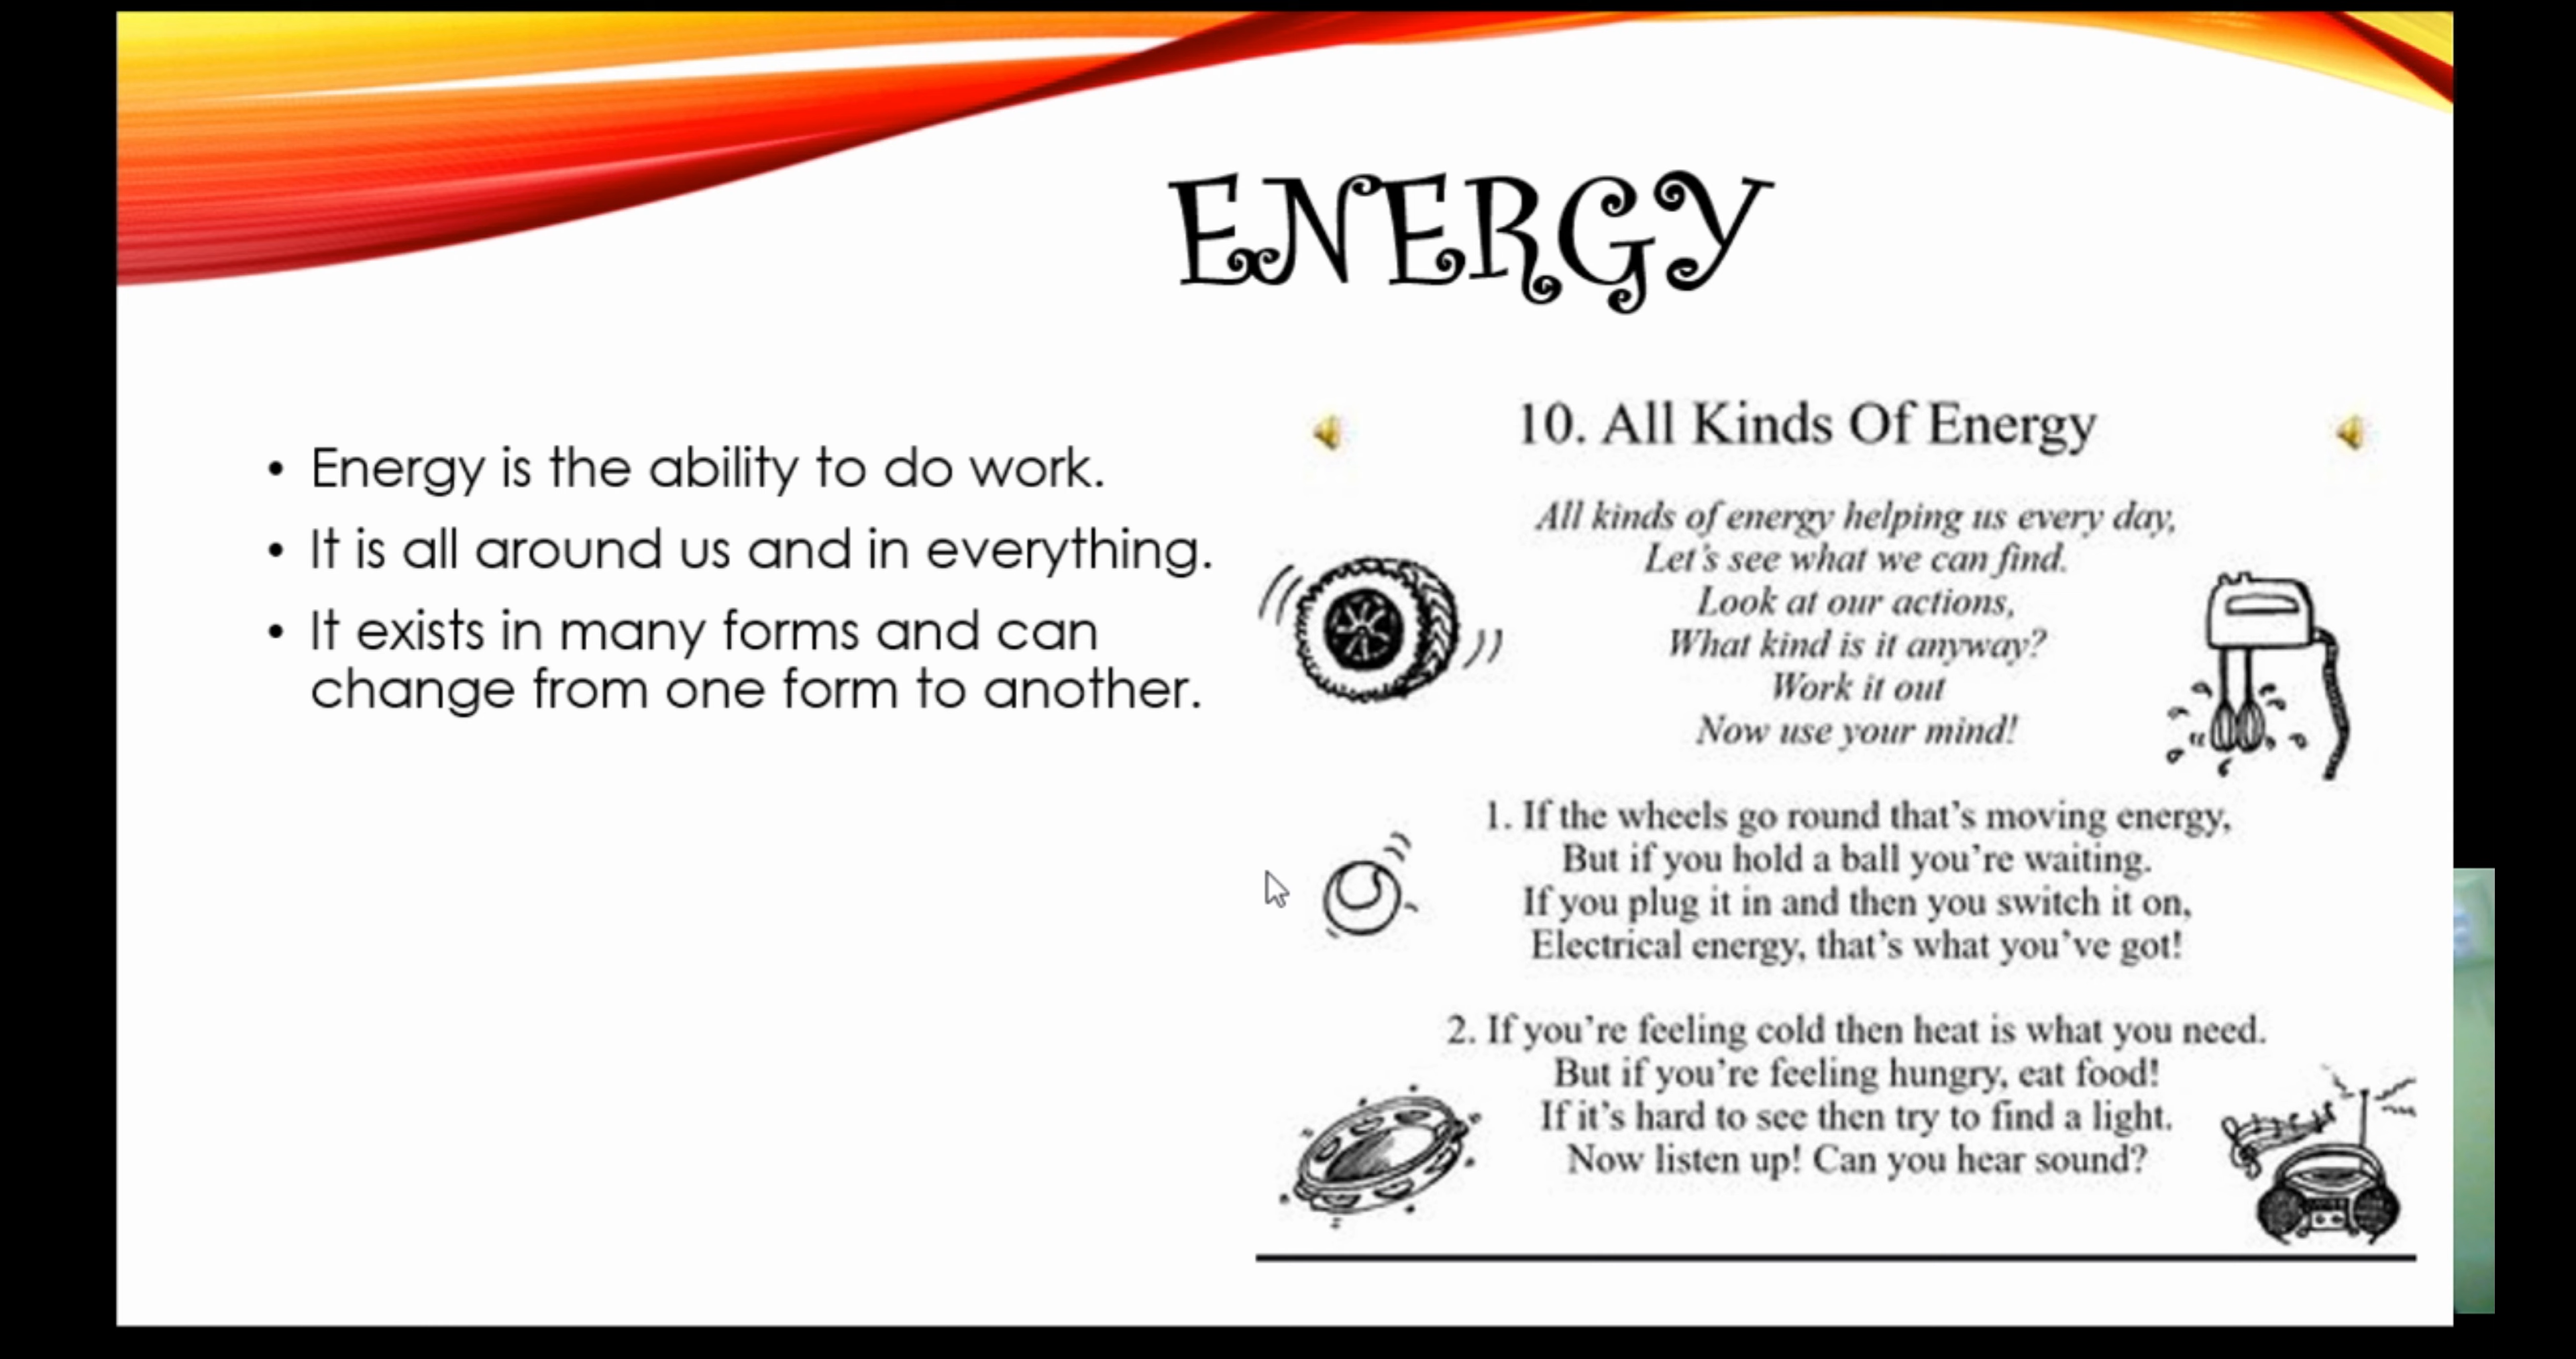 ENERGY
• Energy is the ability to do work.
• It is all around us and in everything.
• It exists in many forms and can
change from one form to another.
10. All Kinds Of Energy
All kinds of energy helping us every day,
Let's see what we can find.
Look at our actions,
What kind is it anyway?
Work it out
Now use your mind!
1. If the wheels go round that's moving energy,
But if you hold a ball you're waiting.
If you plug it in and then you switch it on,
Electrical energy, that's what you've got!
2. If you're feeling cold then heat is what you need.
But if you're feeling hungry, eat food!
If it's hard to see then try to find a light.
Now listen up! Can you hear sound?